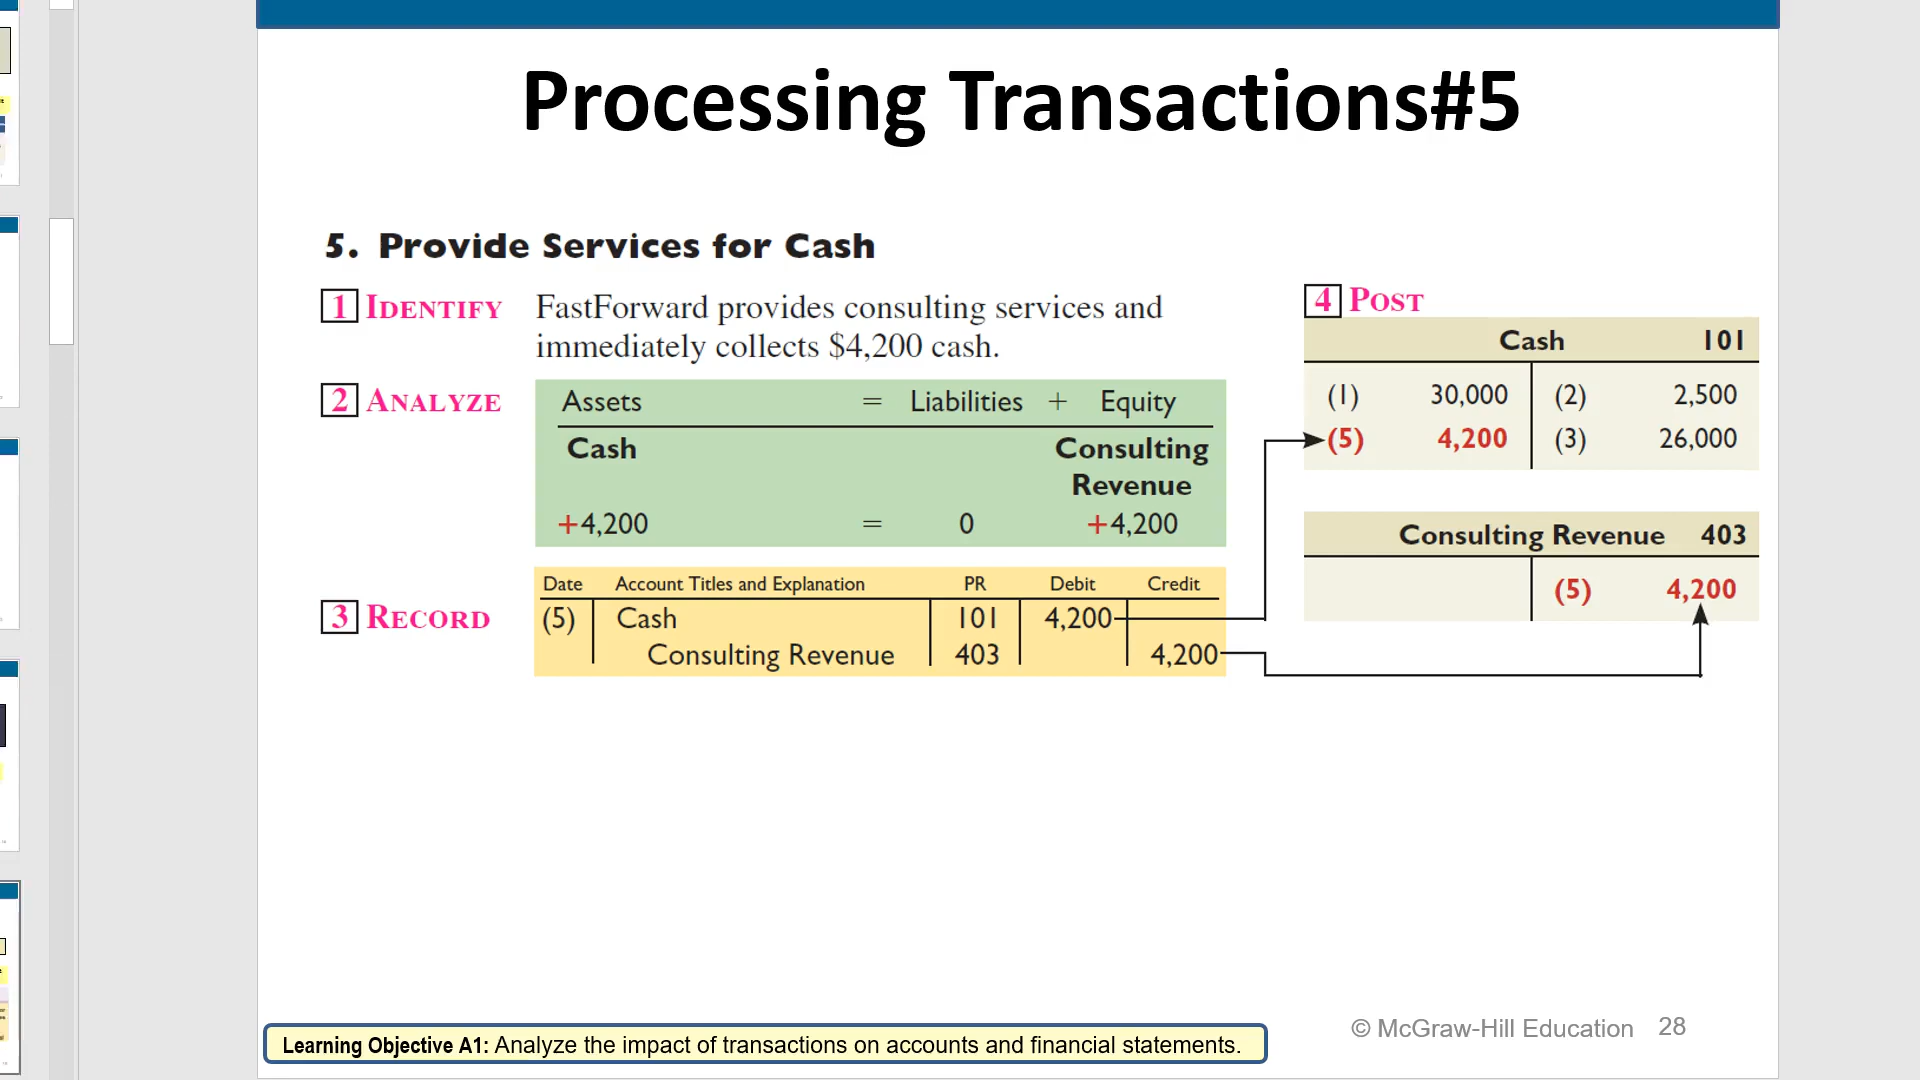 Processing Transactions#5
5. Provide Services for Cash
1 IDENTIFY FastForward provides consulting services and
immediately collects $4,200 cash.
2 ANALYZE
Assets = Liabilities + Equity
Cash Consulting
Revenue
+4,200 = 0 +4,200
3 RECORD
Date Account Titles and Explanation PR Debit Credit
(5) Cash 101 4,200
Consulting Revenue 403 4,200
4 POST
Cash 101
(1) 30,000 (2) 2,500
(5) 4,200 (3) 26,000
Consulting Revenue 403
(5) 4,200
Learning Objective A1: Analyze the impact of transactions on accounts and financial statements.
© McGraw-Hill Education 28